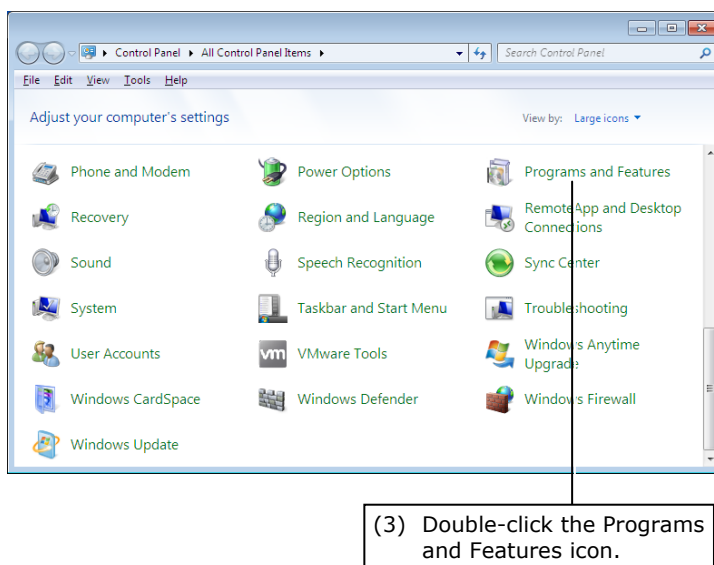 Control Panel All Control Panel Items Search Control Panel
File Edit View Tools Help
Adjust your computer's settings View by: Large icons
Phone and Modem Power Options Programs and Features
Recovery Region and Language RemoteApp and Desktop
Connections
Sound Speech Recognition Sync Center
System Taskbar and Start Menu Troubleshooting
User Accounts vm VMware Tools Windows Anytime
Upgrade
Windows CardSpace Windows Defender Windows Firewall
Windows Update
(3) Double-click the Programs
and Features icon.